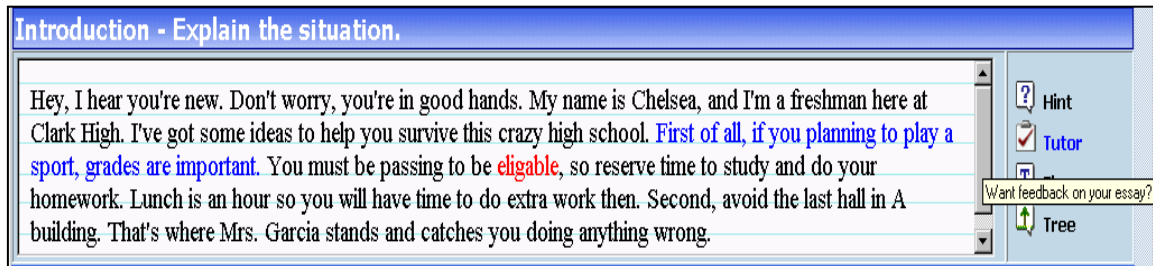 Introduction - Explain the situation.
Hey, I hear you're new. Don't worry, you're in good hands. My name is Chelsea, and I'm a freshman here at
Clark High. I've got some ideas to help you survive this crazy high school. First of all, if you planning to play a
sport, grades are important. You must be passing to be eligable, so reserve time to study and do your
homework. Lunch is an hour so you will have time to do extra work then. Second, avoid the last hall in A
building. That's where Mrs. Garcia stands and catches you doing anything wrong.
Hint
Tutor
Want feedback on your essay?
Tree